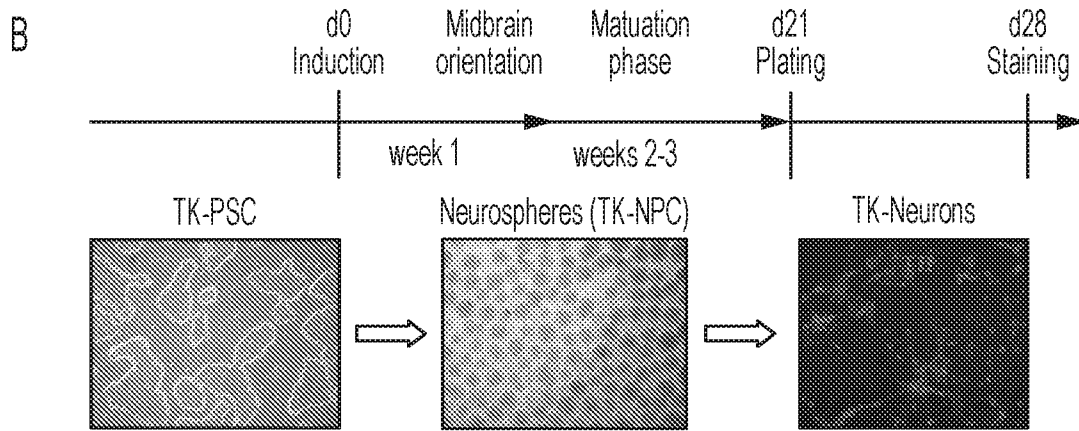 B
d0
Induction
Midbrain
orientation
Matuation
phase
d21
Plating
d28
Staining
week 1
weeks 2-3
TK-PSC
Neurospheres (TK-NPC)
TK-Neurons